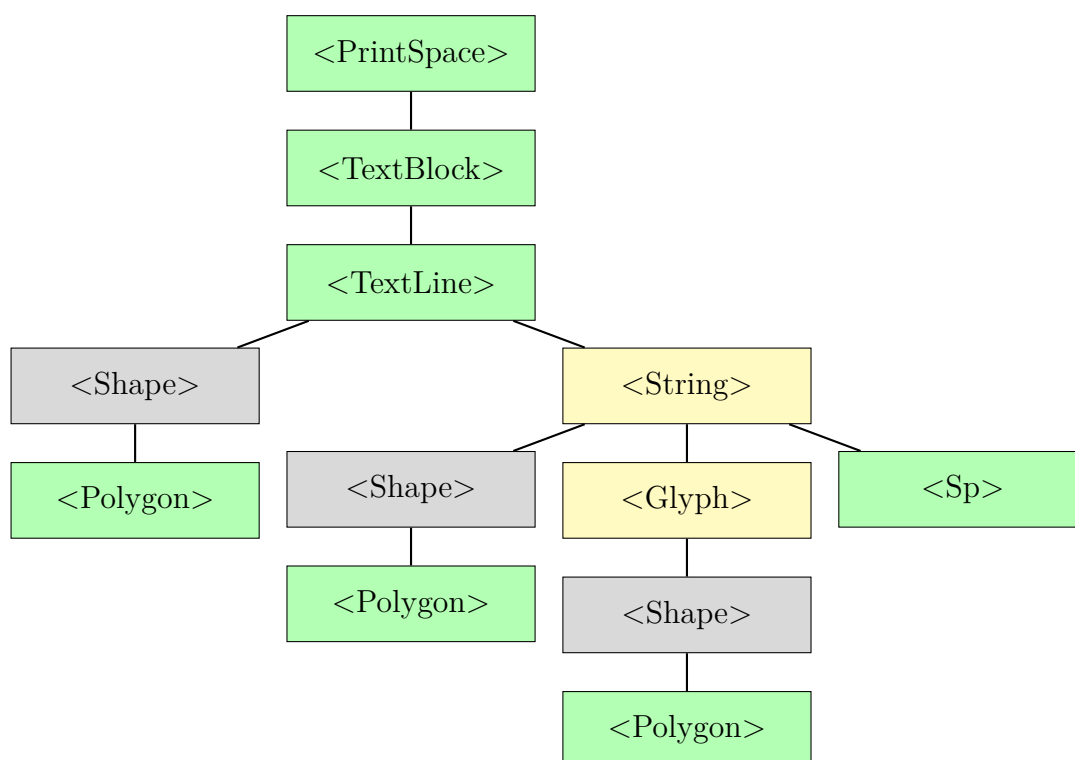 <PrintSpace>
<TextBlock>
<TextLine>
<Shape>
<String>
<Polygon>
<Shape>
<Glyph>
<Sp>
<Polygon>
<Shape>
<Polygon>